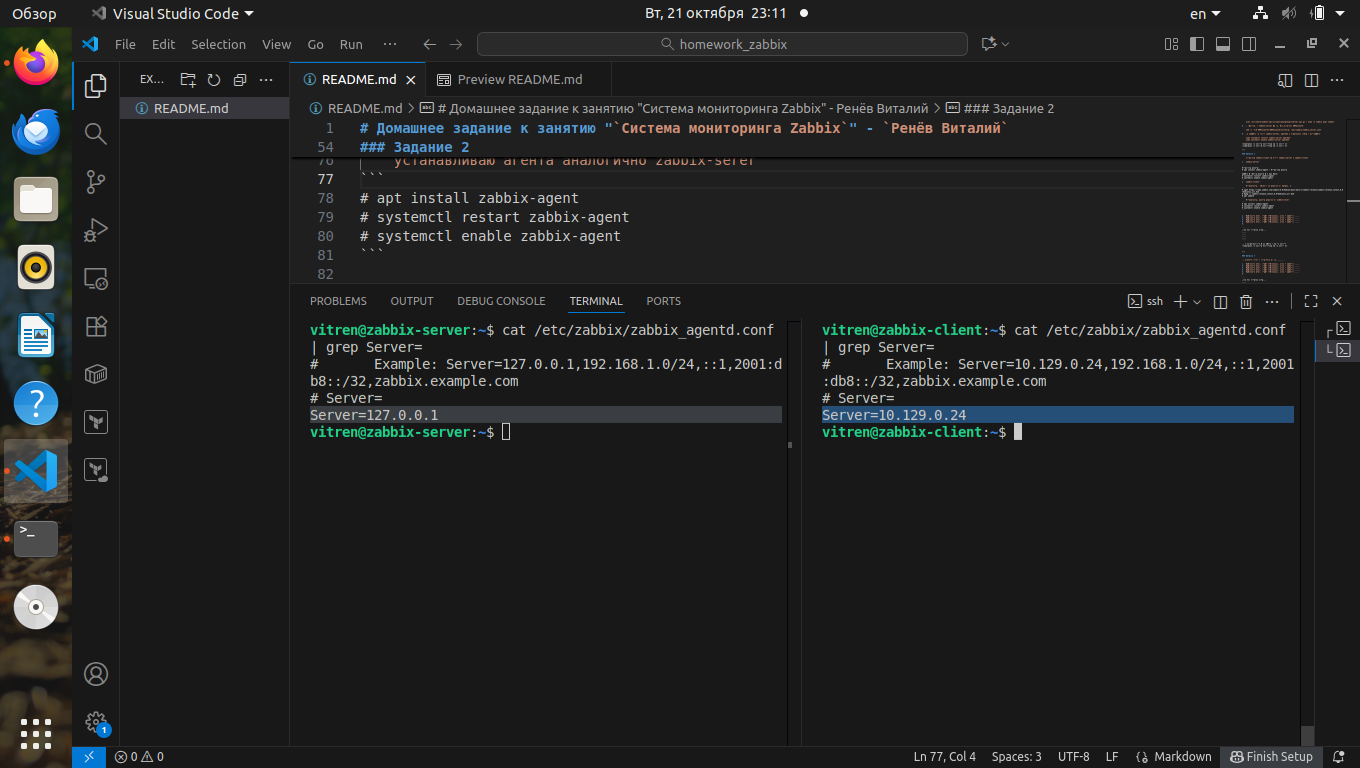 Обзор
Visual Studio Code
Вт, 21 октября 23:11
en
File Edit Selection View Go Run ···
homework_zabbix
EX...
README.md
README.md
Preview README.md
README.md > # Домашнее задание к занятию "Система мониторинга Zabbix" - Ренёв Виталий > ### Задание 2
1 # Домашнее задание к занятию "`Система мониторинга Zabbix`" - `Ренёв Виталий`
54 ### Задание 2
76 устанавливаю агента аналогично zabbix-serer
77 ```
78 # apt install zabbix-agent
79 # systemctl restart zabbix-agent
80 # systemctl enable zabbix-agent
81 ```
82
PROBLEMS OUTPUT DEBUG CONSOLE TERMINAL PORTS
ssh
vitren@zabbix-server:~$ cat /etc/zabbix/zabbix_agentd.conf
| grep Server=
# Example: Server=127.0.0.1,192.168.1.0/24,::1,2001:d
b8::/32,zabbix.example.com
# Server=
Server=127.0.0.1
vitren@zabbix-server:~$
vitren@zabbix-client:~$ cat /etc/zabbix/zabbix_agentd.conf
| grep Server=
# Example: Server=10.129.0.24,192.168.1.0/24,::1,2001
:db8::/32,zabbix.example.com
# Server=
Server=10.129.0.24
vitren@zabbix-client:~$
1
0 0
Ln 77, Col 4 Spaces: 3 UTF-8 LF Markdown Finish Setup